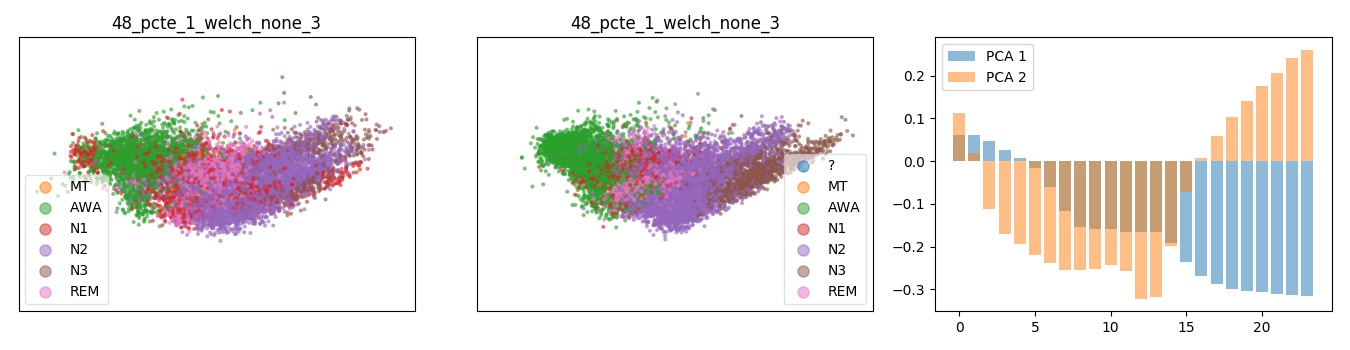 48_pcte_1_welch_none_3
MT
AWA
N1
N2
N3
REM
48_pcte_1_welch_none_3
?
MT
AWA
N1
N2
N3
REM
PCA 1
PCA 2
0.2
0.1
0.0
−0.1
−0.2
−0.3
0 5 10 15 20